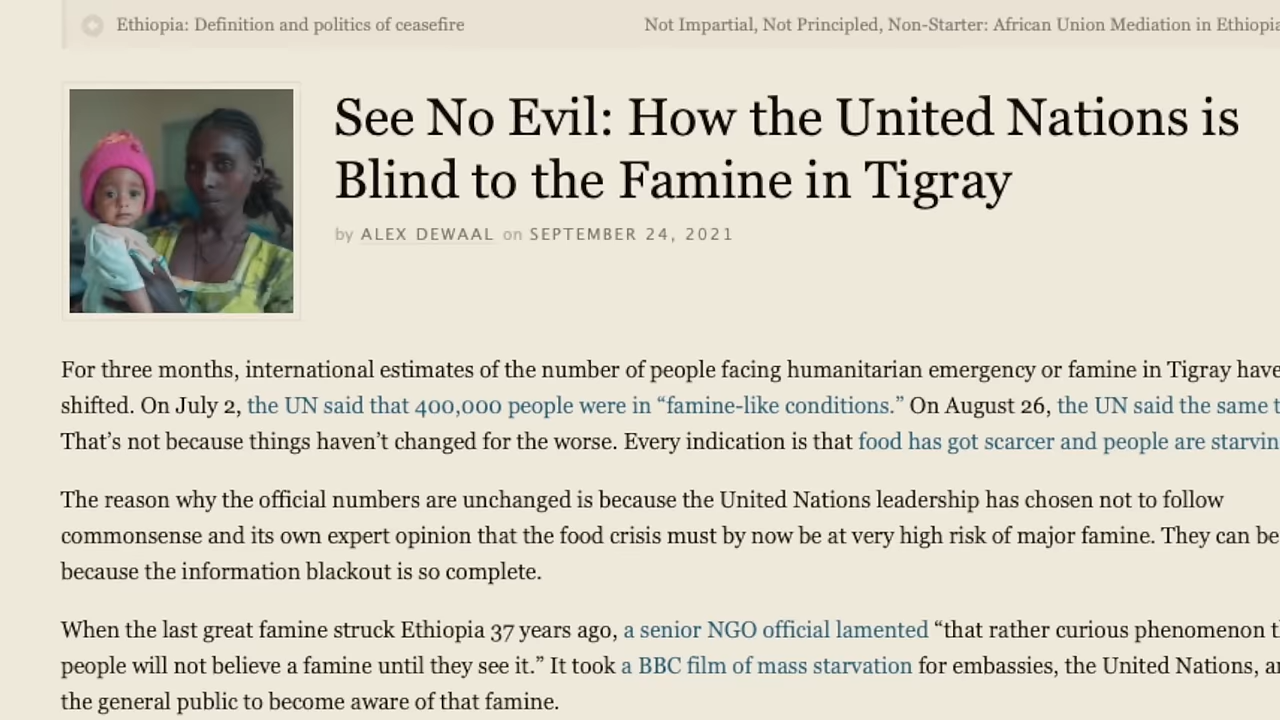 Ethiopia: Definition and politics of ceasefire
Not Impartial, Not Principled, Non-Starter: African Union Mediation in Ethiopia
See No Evil: How the United Nations is
Blind to the Famine in Tigray
by ALEX DEWAAL on SEPTEMBER 24, 2021
For three months, international estimates of the number of people facing humanitarian emergency or famine in Tigray have
shifted. On July 2, the UN said that 400,000 people were in “famine-like conditions.” On August 26, the UN said the same
That’s not because things haven’t changed for the worse. Every indication is that food has got scarcer and people are
The reason why the official numbers are unchanged is because the United Nations leadership has chosen not to follow
commonsense and its own expert opinion that the food crisis must by now be at very high risk of major famine. They can be
because the information blackout is so complete.
When the last great famine struck Ethiopia 37 years ago, a senior NGO official lamented “that rather curious phenomenon
people will not believe a famine until they see it.” It took a BBC film of mass starvation for embassies, the United Nations,
the general public to become aware of that famine.